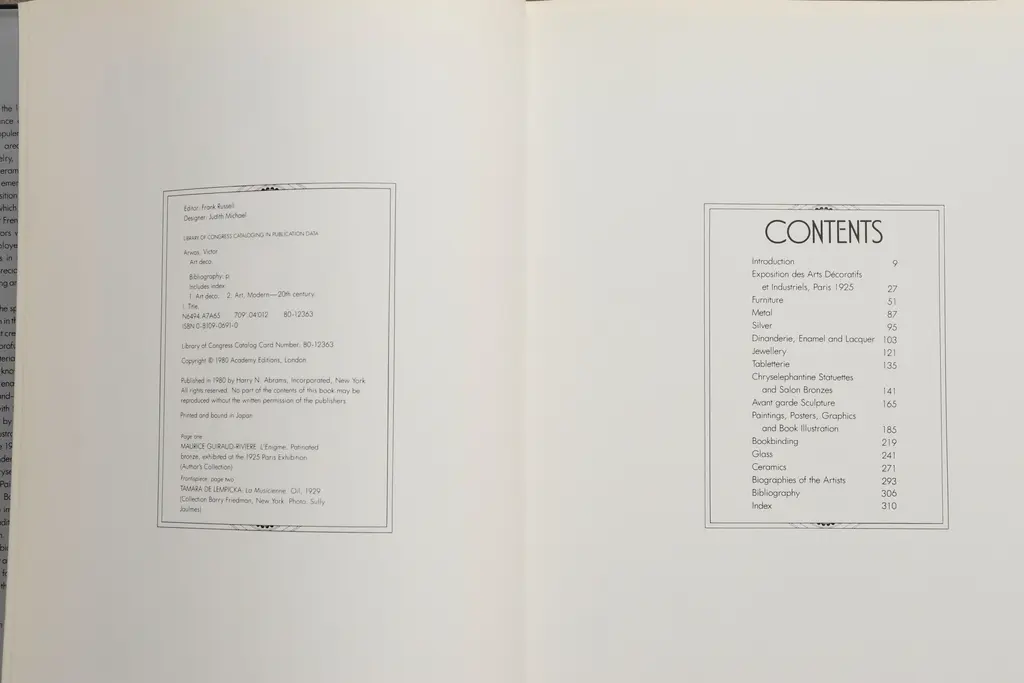 Editor: Frank Russell
Designer: Judith Michael
LIBRARY OF CONGRESS CATALOGING IN PUBLICATION DATA
Arwas, Victor
Art deco.
Bibliography: p.
Includes index.
1. Art deco. 2. Art, Modern—20th century.
I. Title.
N6494.A7A65 709'.04'012 80-12363
ISBN 0-8109-0691-0
Library of Congress Catalog Card Number: 80-12363
Copyright © 1980 Academy Editions, London
Published in 1980 by Harry N. Abrams, Incorporated, New York
All rights reserved. No part of the contents of this book may be
reproduced without the written permission of the publishers
Printed and bound in Japan
Page one
MAURICE GUIRAUD-RIVIERE. L'Enigme. Patinated
bronze, exhibited at the 1925 Paris Exhibition
(Author's Collection)
Frontispiece: page two
TAMARA DE LEMPICKA. La Musicienne. Oil, 1929
(Collection Barry Friedman, New York. Photo: Sully
Jaulmes)
CONTENTS
Introduction 9
Exposition des Arts Décoratifs
et Industriels, Paris 1925 27
Furniture 51
Metal 87
Silver 95
Dinanderie, Enamel and Lacquer 103
Jewellery 121
Tabletterie 135
Chryselephantine Statuettes
and Salon Bronzes 141
Avant garde Sculpture 165
Paintings, Posters, Graphics
and Book Illustration 185
Bookbinding 219
Glass 241
Ceramics 271
Biographies of the Artists 293
Bibliography 306
Index 310